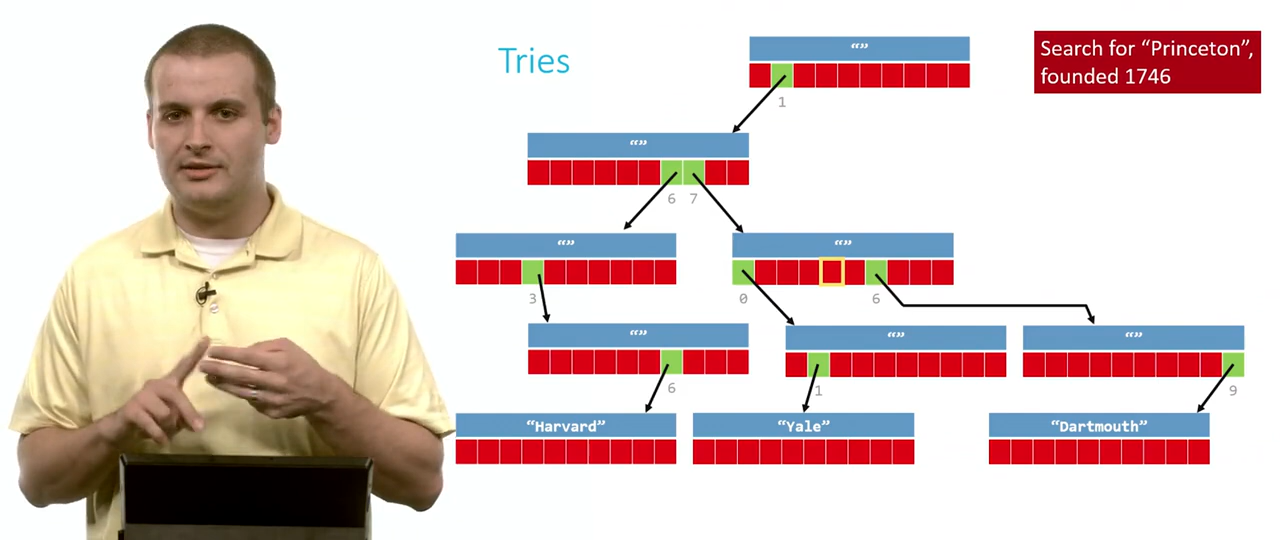 Tries
“”
Search for “Princeton”,
founded 1746
1
“”
6 7
“”
“”
3
0
6
“”
“”
“”
6
1
9
“Harvard”
“Yale”
“Dartmouth”